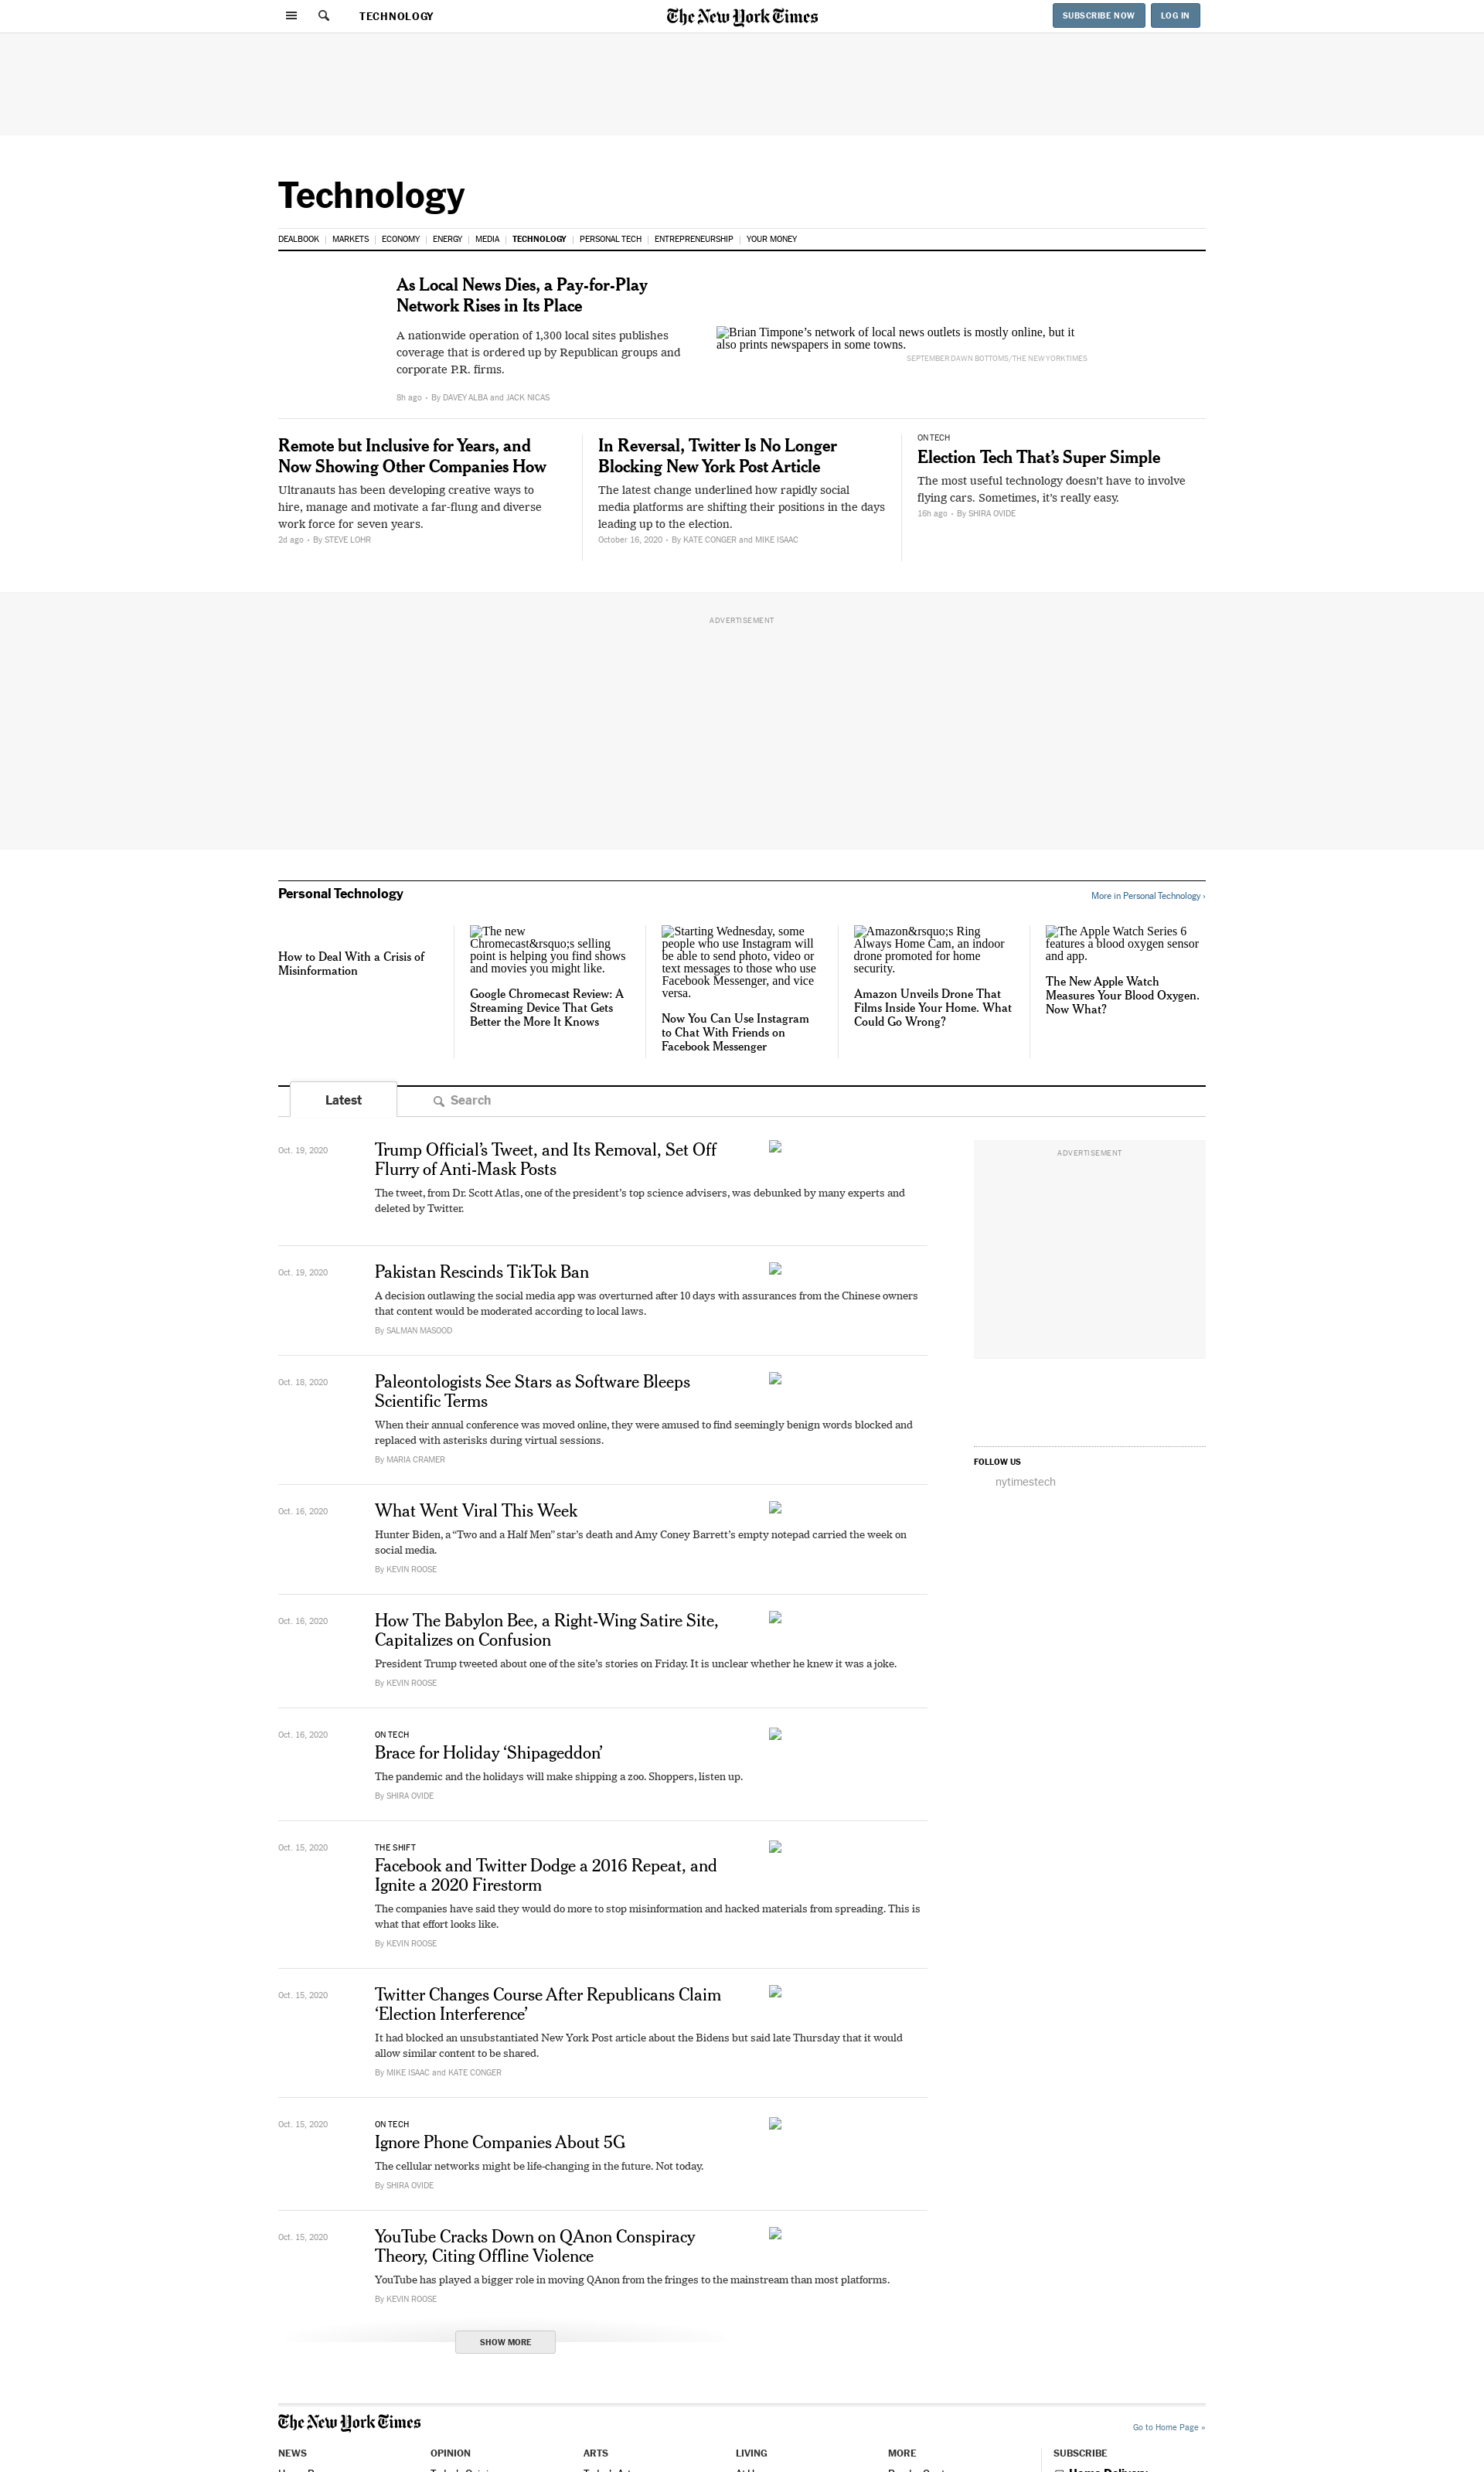 TECHNOLOGY
The New York Times
SUBSCRIBE NOW
LOG IN
Technology
DEALBOOK | MARKETS | ECONOMY | ENERGY | MEDIA | TECHNOLOGY | PERSONAL TECH | ENTREPRENEURSHIP | YOUR MONEY
As Local News Dies, a Pay-for-Play
Network Rises in Its Place
A nationwide operation of 1,300 local sites publishes
coverage that is ordered up by Republican groups and
corporate P.R. firms.
8h ago • By DAVEY ALBA and JACK NICAS
Brian Timpone’s network of local news outlets is mostly online, but it
also prints newspapers in some towns.
SEPTEMBER DAWN BOTTOMS/THE NEW YORK TIMES
Remote but Inclusive for Years, and
Now Showing Other Companies How
Ultranauts has been developing creative ways to
hire, manage and motivate a far-flung and diverse
work force for seven years.
2d ago • By STEVE LOHR
In Reversal, Twitter Is No Longer
Blocking New York Post Article
The latest change underlined how rapidly social
media platforms are shifting their positions in the days
leading up to the election.
October 16, 2020 • By KATE CONGER and MIKE ISAAC
ON TECH
Election Tech That’s Super Simple
The most useful technology doesn’t have to involve
flying cars. Sometimes, it’s really easy.
16h ago • By SHIRA OVIDE
ADVERTISEMENT
Personal Technology
More in Personal Technology ›
How to Deal With a Crisis of
Misinformation
The new
Chromecast&rsquo;s selling
point is helping you find shows
and movies you might like.
Google Chromecast Review: A
Streaming Device That Gets
Better the More It Knows
Starting Wednesday, some
people who use Instagram will
be able to send photo, video or
text messages to those who use
Facebook Messenger, and vice
versa.
Now You Can Use Instagram
to Chat With Friends on
Facebook Messenger
Amazon&rsquo;s Ring
Always Home Cam, an indoor
drone promoted for home
security.
Amazon Unveils Drone That
Films Inside Your Home. What
Could Go Wrong?
The Apple Watch Series 6
features a blood oxygen sensor
and app.
The New Apple Watch
Measures Your Blood Oxygen.
Now What?
Latest
Search
Oct. 19, 2020
Trump Official’s Tweet, and Its Removal, Set Off
Flurry of Anti-Mask Posts
The tweet, from Dr. Scott Atlas, one of the president’s top science advisers, was debunked by many experts and
deleted by Twitter.
ADVERTISEMENT
Oct. 19, 2020
Pakistan Rescinds TikTok Ban
A decision outlawing the social media app was overturned after 10 days with assurances from the Chinese owners
that content would be moderated according to local laws.
By SALMAN MASOOD
Oct. 18, 2020
Paleontologists See Stars as Software Bleeps
Scientific Terms
When their annual conference was moved online, they were amused to find seemingly benign words blocked and
replaced with asterisks during virtual sessions.
By MARIA CRAMER
FOLLOW US
nytimestech
Oct. 16, 2020
What Went Viral This Week
Hunter Biden, a “Two and a Half Men” star’s death and Amy Coney Barrett’s empty notepad carried the week on
social media.
By KEVIN ROOSE
Oct. 16, 2020
How The Babylon Bee, a Right-Wing Satire Site,
Capitalizes on Confusion
President Trump tweeted about one of the site’s stories on Friday. It is unclear whether he knew it was a joke.
By KEVIN ROOSE
Oct. 16, 2020
ON TECH
Brace for Holiday ‘Shipageddon’
The pandemic and the holidays will make shipping a zoo. Shoppers, listen up.
By SHIRA OVIDE
Oct. 15, 2020
THE SHIFT
Facebook and Twitter Dodge a 2016 Repeat, and
Ignite a 2020 Firestorm
The companies have said they would do more to stop misinformation and hacked materials from spreading. This is
what that effort looks like.
By KEVIN ROOSE
Oct. 15, 2020
Twitter Changes Course After Republicans Claim
‘Election Interference’
It had blocked an unsubstantiated New York Post article about the Bidens but said late Thursday that it would
allow similar content to be shared.
By MIKE ISAAC and KATE CONGER
Oct. 15, 2020
ON TECH
Ignore Phone Companies About 5G
The cellular networks might be life-changing in the future. Not today.
By SHIRA OVIDE
Oct. 15, 2020
YouTube Cracks Down on QAnon Conspiracy
Theory, Citing Offline Violence
YouTube has played a bigger role in moving QAnon from the fringes to the mainstream than most platforms.
By KEVIN ROOSE
SHOW MORE
The New York Times
Go to Home Page »
NEWS
OPINION
ARTS
LIVING
MORE
SUBSCRIBE